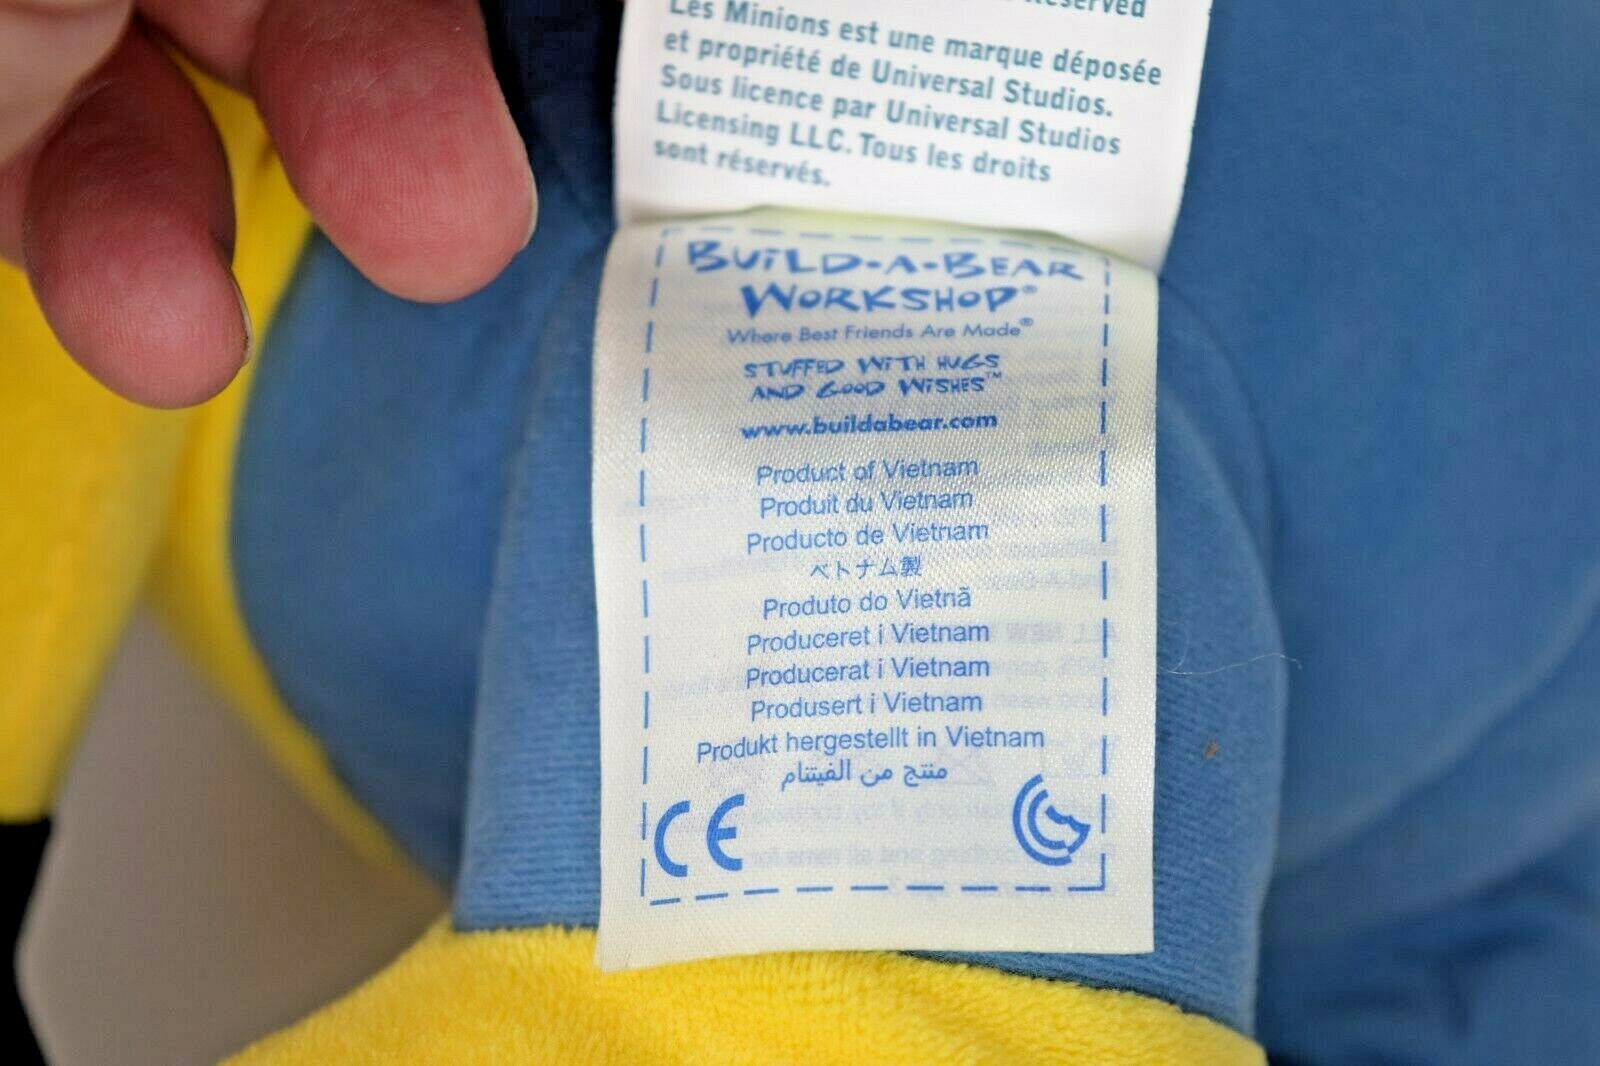 Reserved
Les Minions est une marque déposée
et propriété de Universal Studios.
Sous licence par Universal Studios
Licensing LLC. Tous les droits
sont réservés.
BUILD-A-BEAR
WORKSHOP®
Where Best Friends Are Made®
STUFFED WITH HUGS
AND GOOD WISHES™
www.buildabear.com
Product of Vietnam
Produit du Vietnam
Producto de Vietnam
ベトナム製
Produto do Vietnã
Produceret i Vietnam
Producerat i Vietnam
Produsert i Vietnam
Produkt hergestellt in Vietnam
منتج من الفيتنام
CE